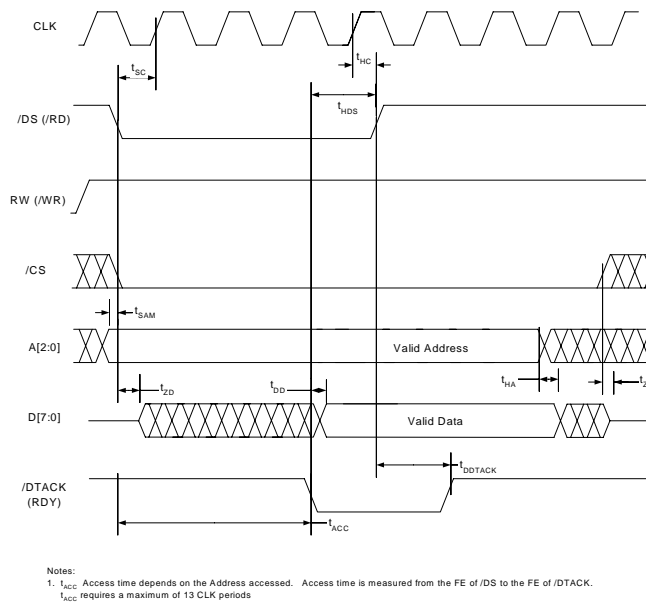 CLK
tSC
tHC
tHDS
/DS (/RD)
RW (/WR)
/CS
tSAM
A[2:0]
Valid Address
tZD
tDD
tHA
D[7:0]
Valid Data
tDDTACK
/DTACK
(RDY)
tACC
Notes:
1. tACC Access time depends on the Address accessed. Access time is measured from the FE of /DS to the FE of /DTACK.
tACC requires a maximum of 13 CLK periods